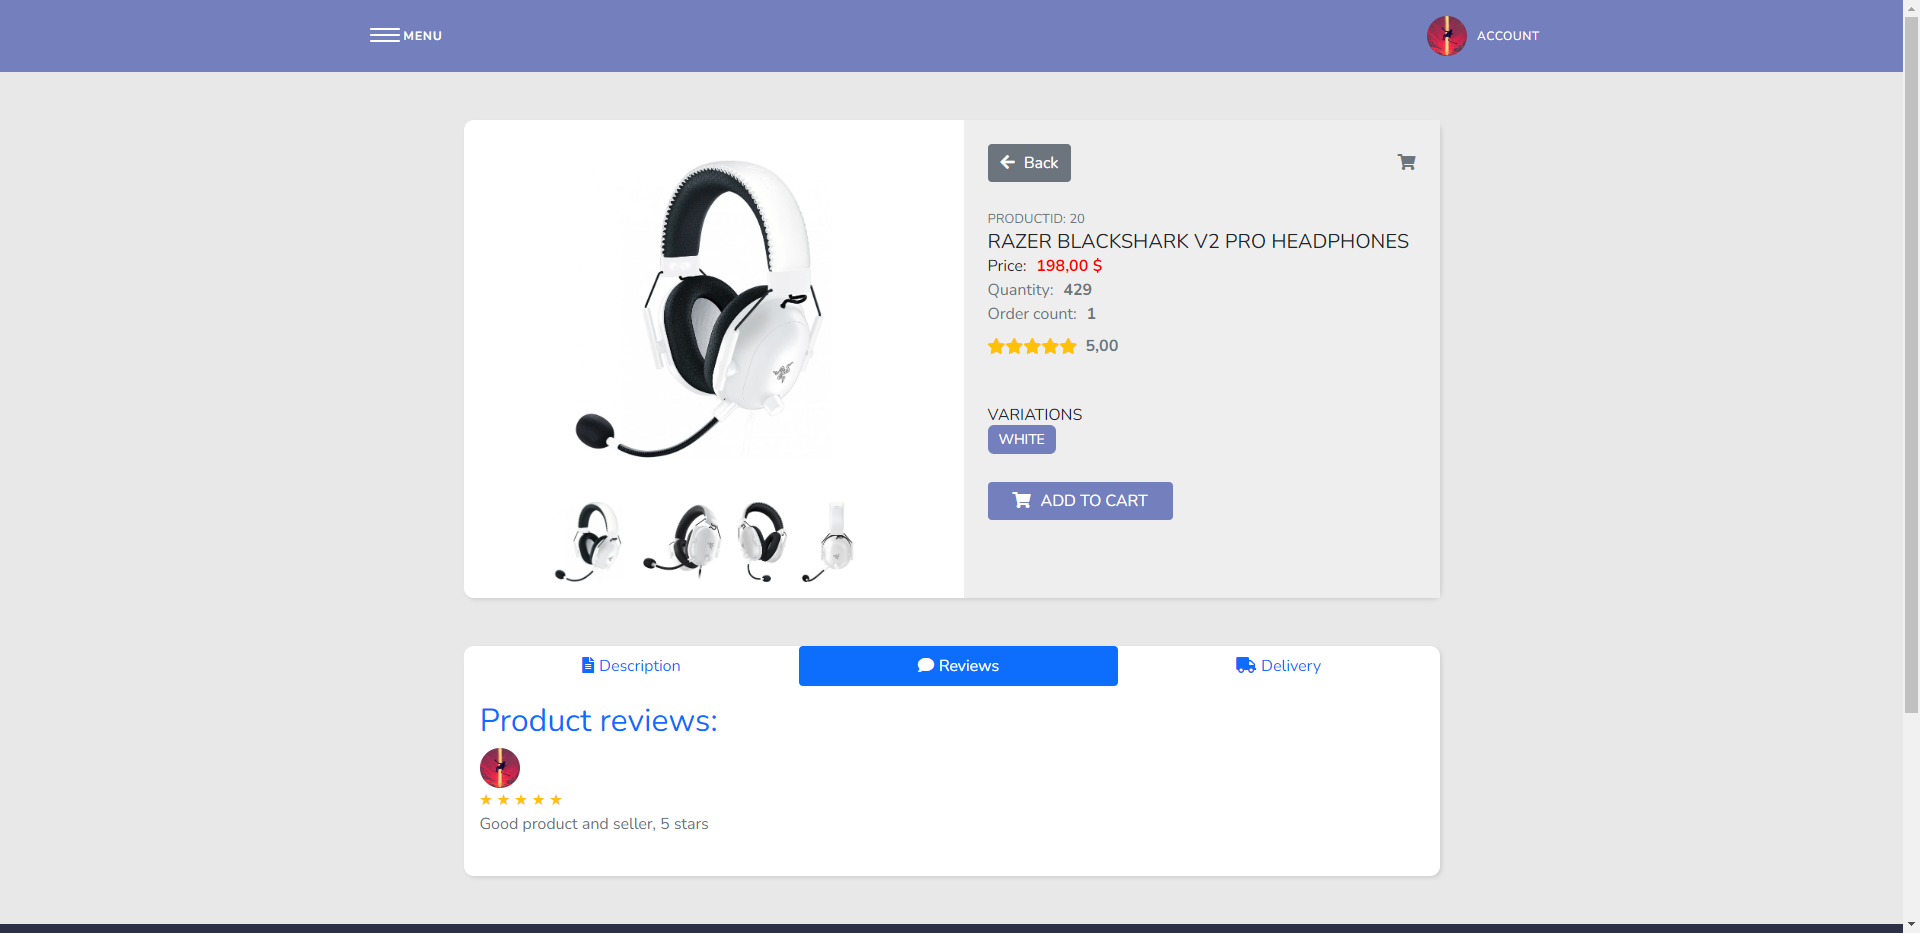 MENU
ACCOUNT
Back
PRODUCTID: 20
RAZER BLACKSHARK V2 PRO HEADPHONES
Price: 198,00 $
Quantity: 429
Order count: 1
5,00
VARIATIONS
WHITE
ADD TO CART
Description
Reviews
Delivery
Product reviews:
Good product and seller, 5 stars